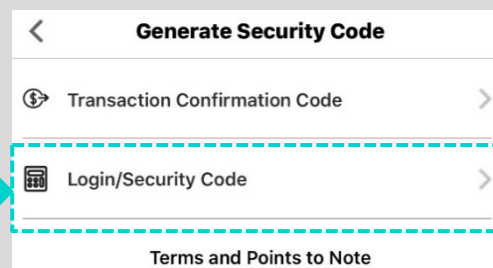 Generate Security Code
Transaction Confirmation Code
Login/Security Code
Terms and Points to Note